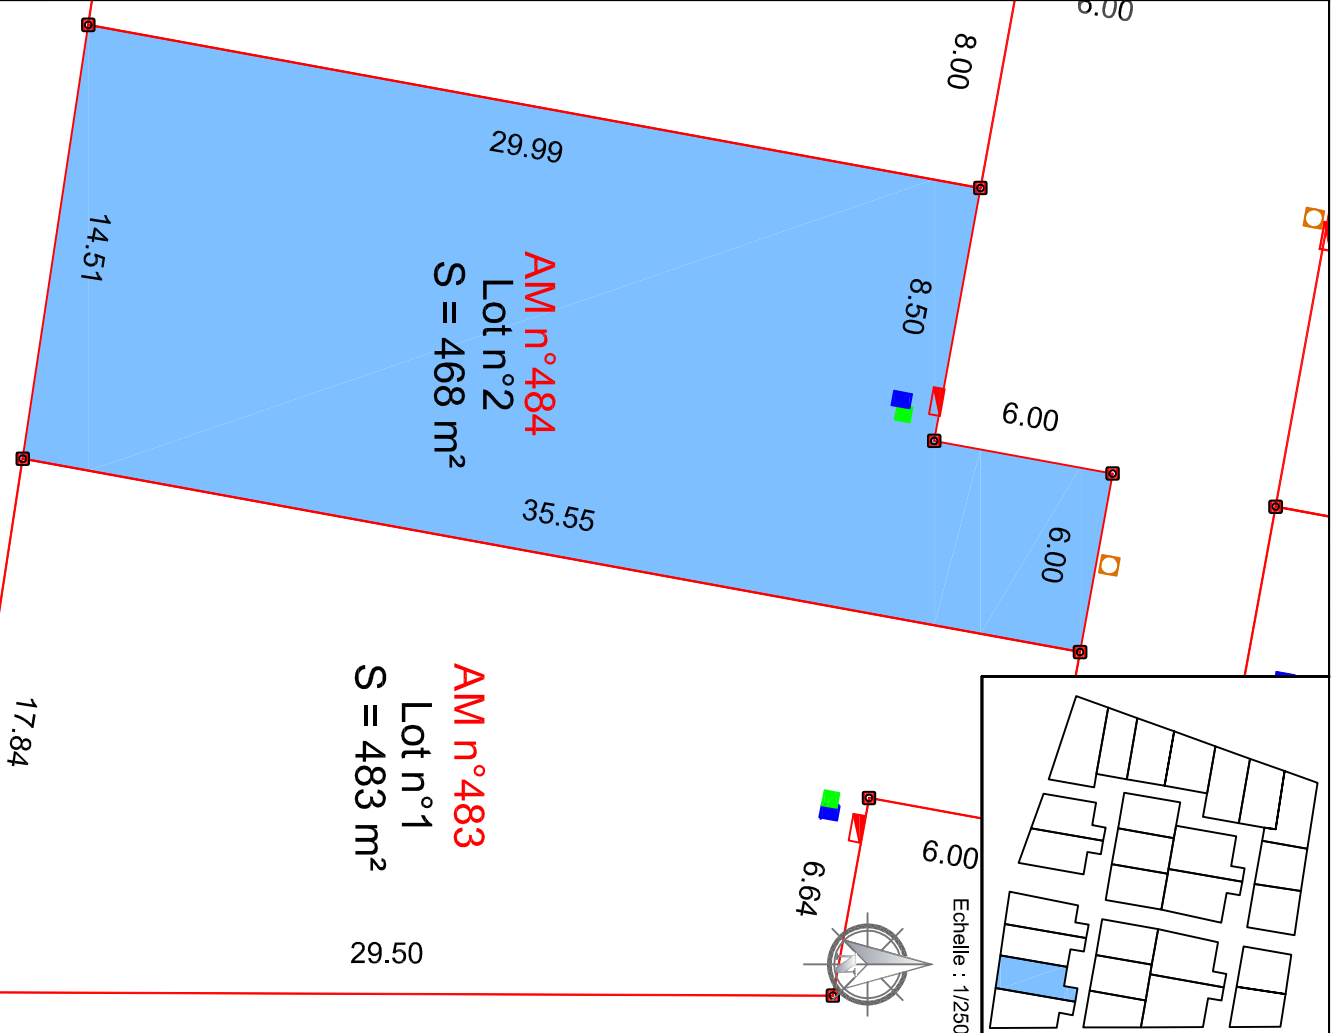 6.00
8.00
29.99
14.51
8.50
6.00
6.00
35.55
AM n°484
Lot n°2
S = 468 m²
AM n°483
Lot n°1
S = 483 m²
17.84
6.64
6.00
29.50
Echelle : 1/250